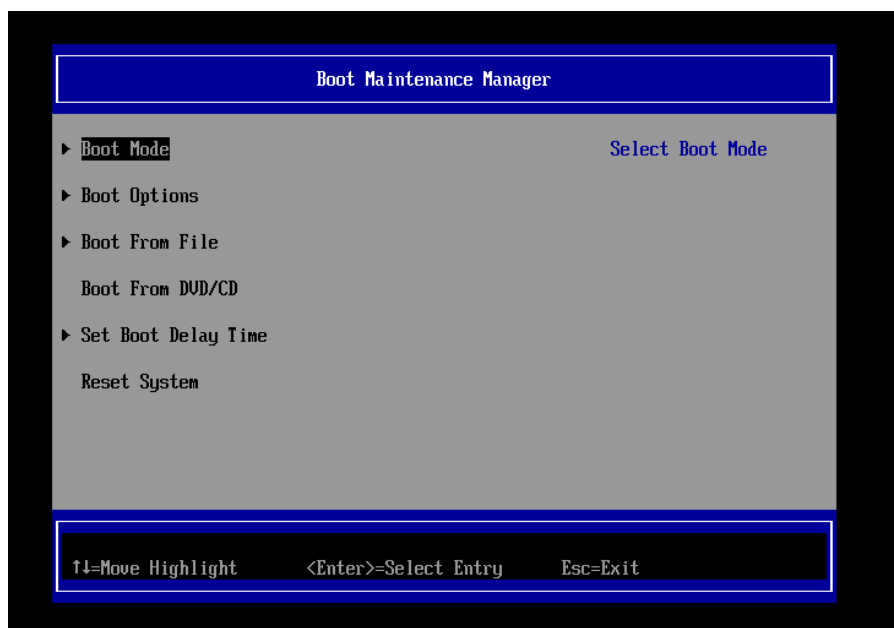 Boot Maintenance Manager
▶ Boot Mode
Select Boot Mode
▶ Boot Options
▶ Boot From File
Boot From DVD/CD
▶ Set Boot Delay Time
Reset System
↑↓=Move Highlight <Enter>=Select Entry Esc=Exit